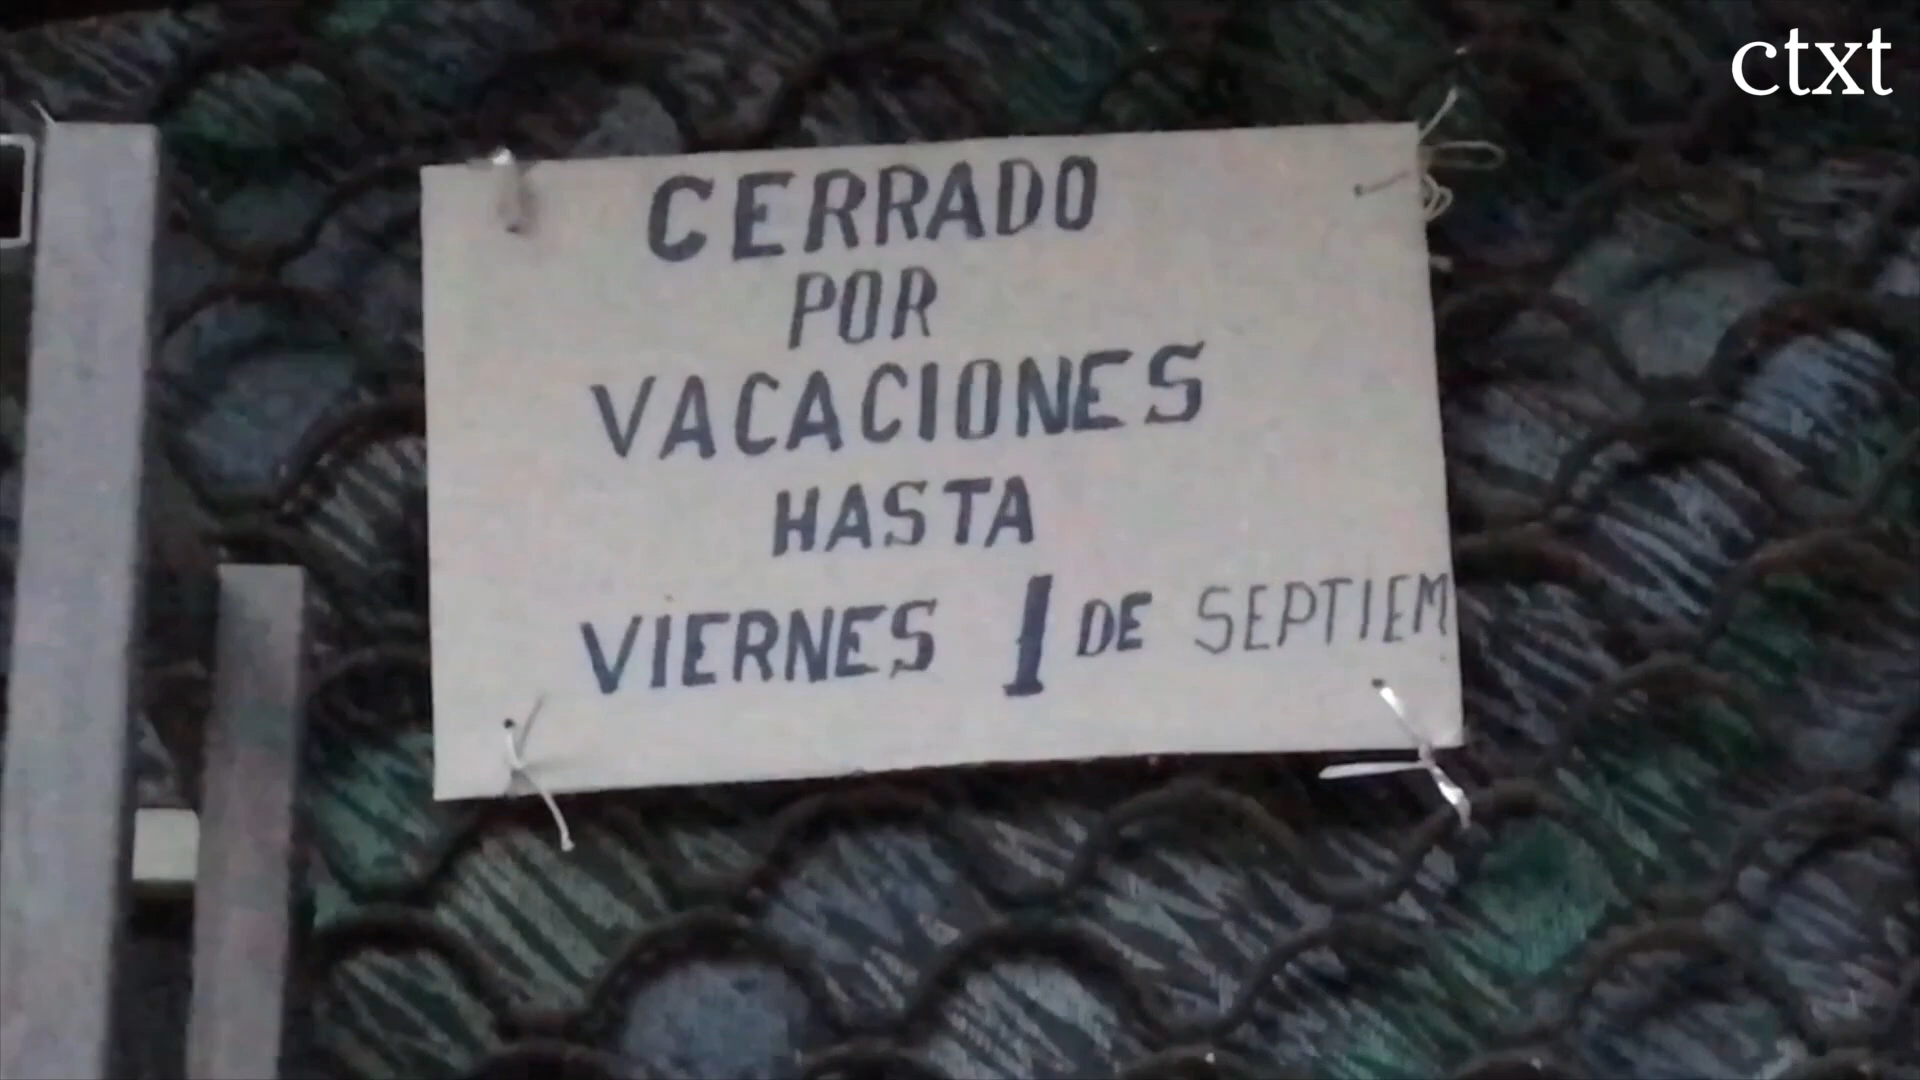 ctxt
CERRADO
POR
VACACIONES
HASTA
VIERNES 1 DE SEPTIEM